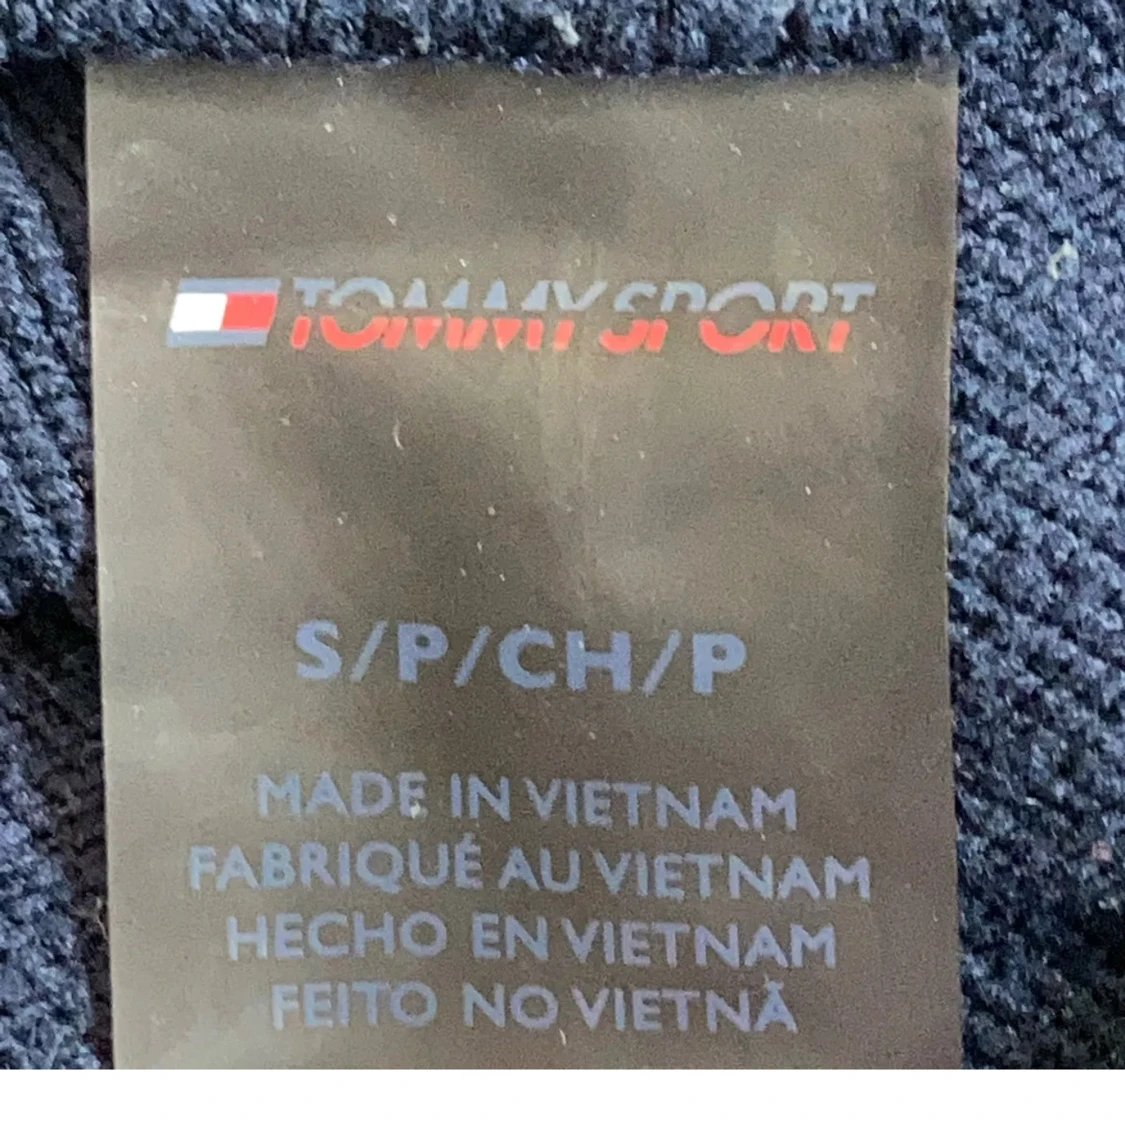 TOMMY SPORT
S/P/CH/P
MADE IN VIETNAM
FABRIQUÉ AU VIETNAM
HECHO EN VIETNAM
FEITO NO VIETNÃ